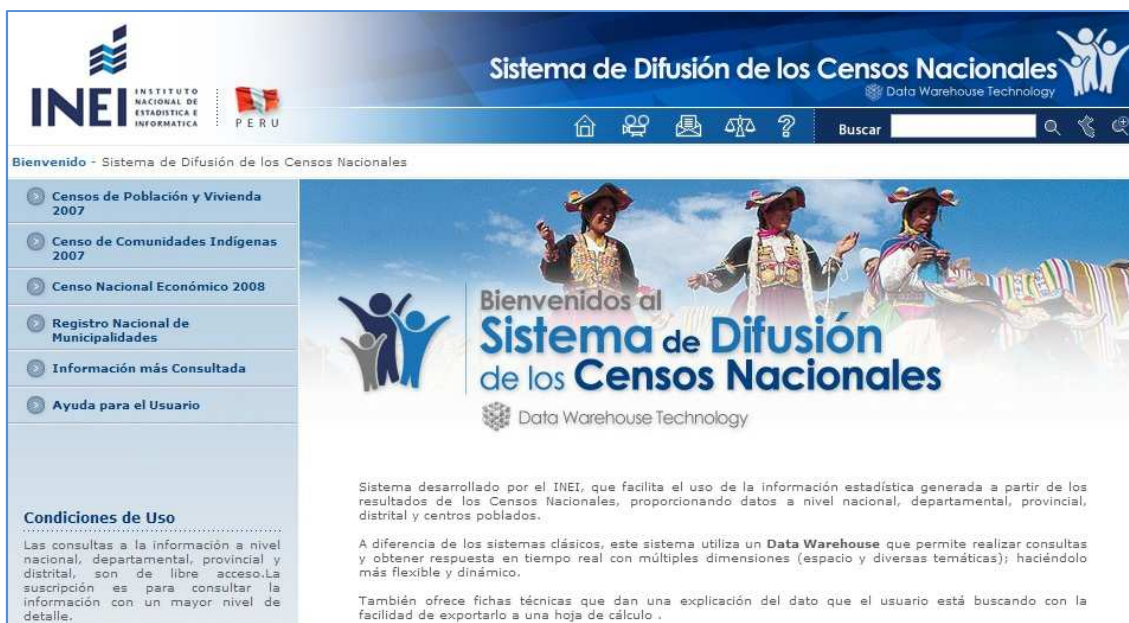 INEI
INSTITUTO
NACIONAL DE
ESTADISTICA E
INFORMATICA
PERU
Sistema de Difusión de los Censos Nacionales
Data Warehouse Technology
Buscar
Bienvenido - Sistema de Difusión de los Censos Nacionales
Censos de Población y Vivienda
2007
Censo de Comunidades Indígenas
2007
Censo Nacional Económico 2008
Registro Nacional de
Municipalidades
Información más Consultada
Ayuda para el Usuario
Condiciones de Uso
Las consultas a la información a nivel
nacional, departamental, provincial y
distrital, son de libre acceso.La
suscripción es para consultar la
información con un mayor nivel de
detalle.
Bienvenidos al
Sistema de Difusión
de los Censos Nacionales
Data Warehouse Technology
Sistema desarrollado por el INEI, que facilita el uso de la información estadística generada a partir de los
resultados de los Censos Nacionales, proporcionando datos a nivel nacional, departamental, provincial,
distrital y centros poblados.
A diferencia de los sistemas clásicos, este sistema utiliza un Data Warehouse que permite realizar consultas
y obtener respuesta en tiempo real con múltiples dimensiones (espacio y diversas temáticas); haciéndolo
más flexible y dinámico.
También ofrece fichas técnicas que dan una explicación del dato que el usuario está buscando con la
facilidad de exportarlo a una hoja de cálculo .